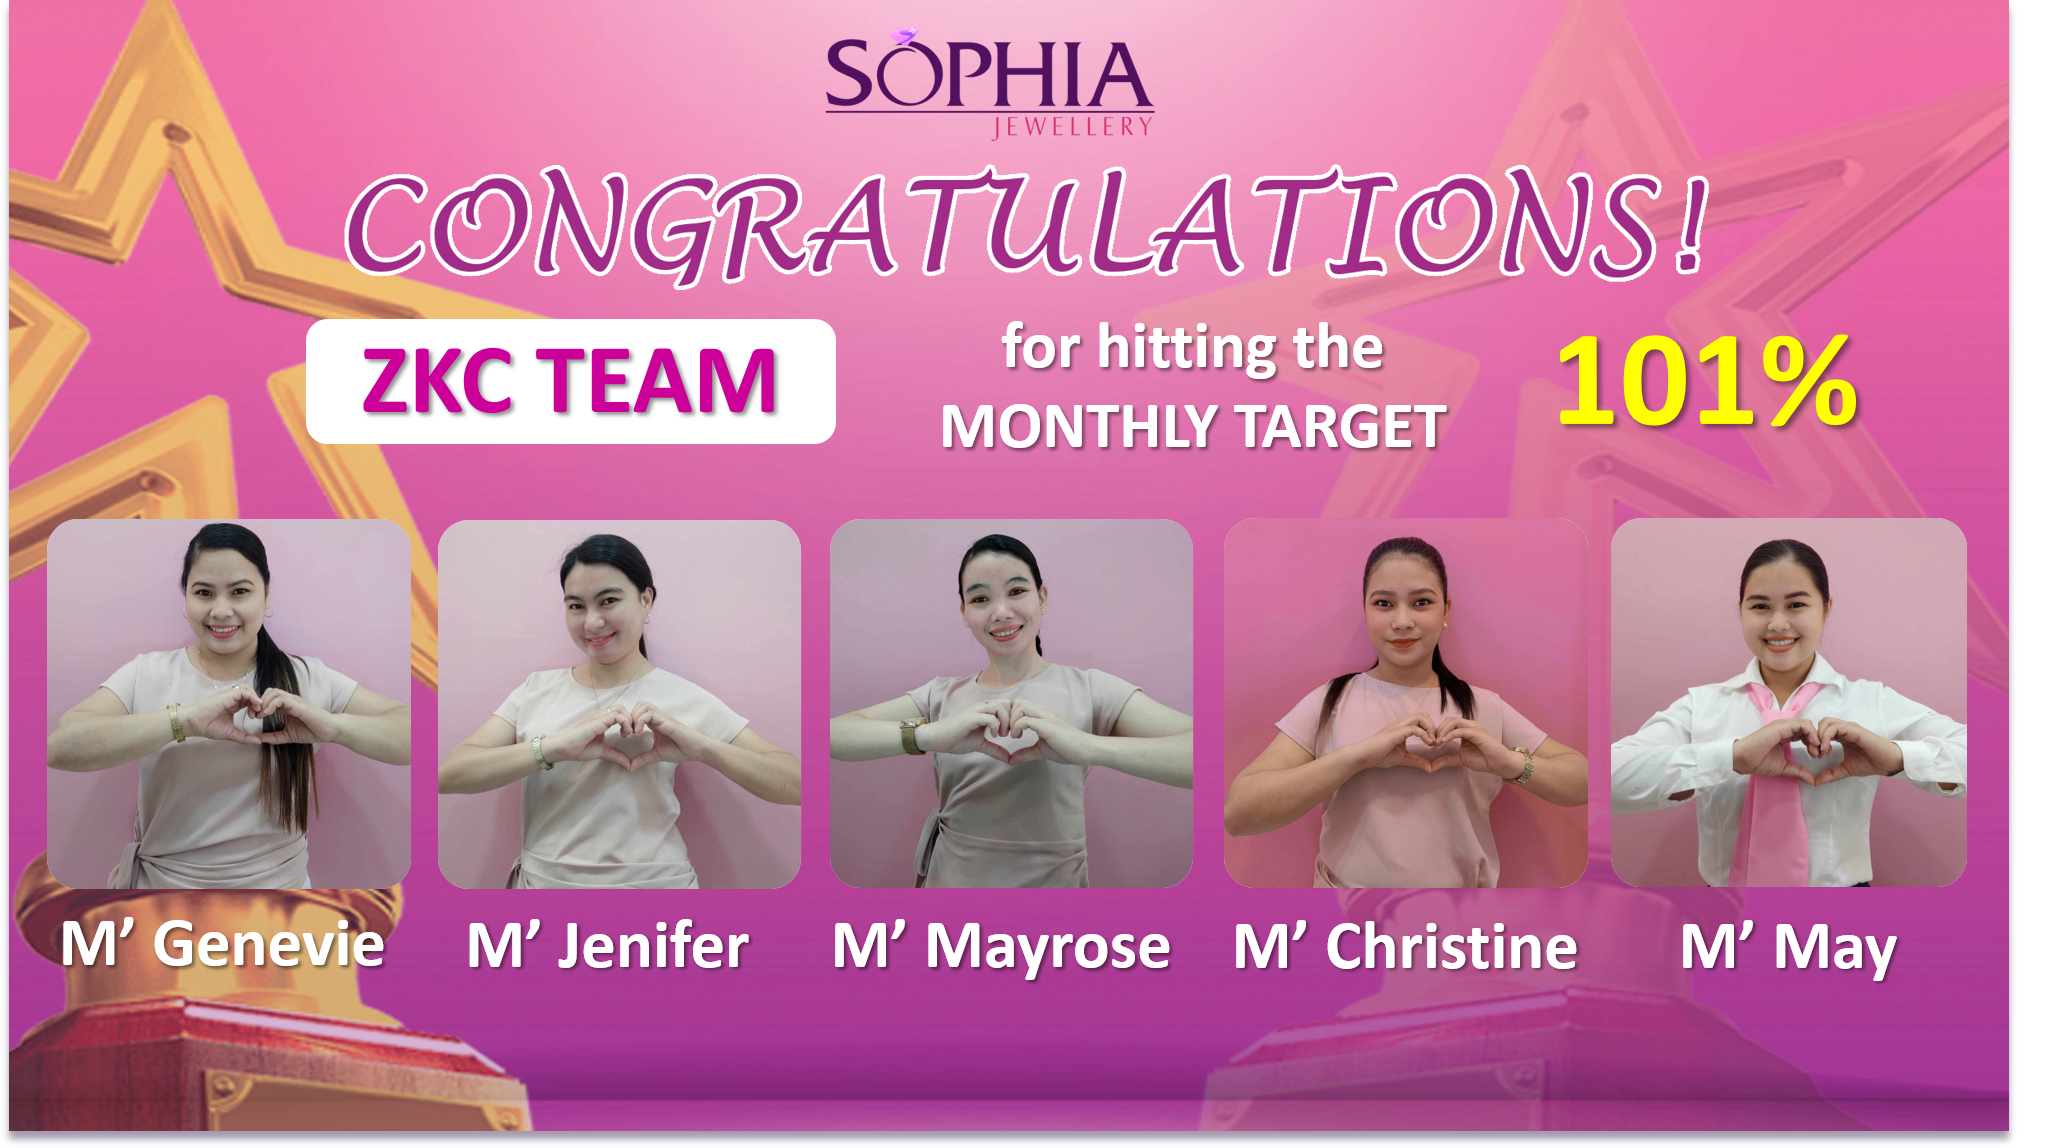 SOPHIA
JEWELLERY
CONGRATULATIONS!
ZKC TEAM
for hitting the
MONTHLY TARGET
101%
M’ Genevie
M’ Jenifer
M’ Mayrose
M’ Christine
M’ May